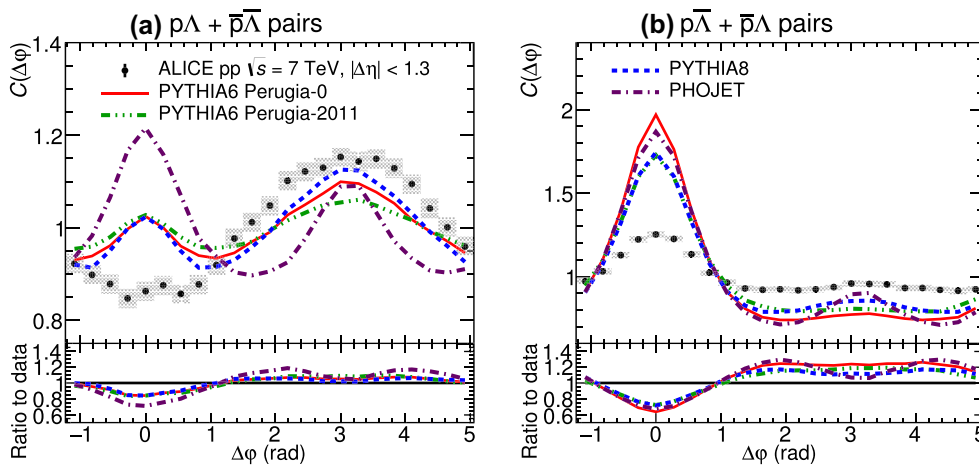 (a) pΛ + p̅Λ̅ pairs
C(Δφ)
1.4
1.2
1
0.8
ALICE pp √s = 7 TeV, |Δη| < 1.3
PYTHIA6 Perugia-0
PYTHIA6 Perugia-2011
Ratio to data
1.4
1.2
1
0.8
0.6
−1 0 1 2 3 4 5
Δφ (rad)
(b) pΛ̅ + p̅Λ pairs
C(Δφ)
2
1.5
1
PYTHIA8
PHOJET
Ratio to data
1.4
1.2
1
0.8
0.6
−1 0 1 2 3 4 5
Δφ (rad)